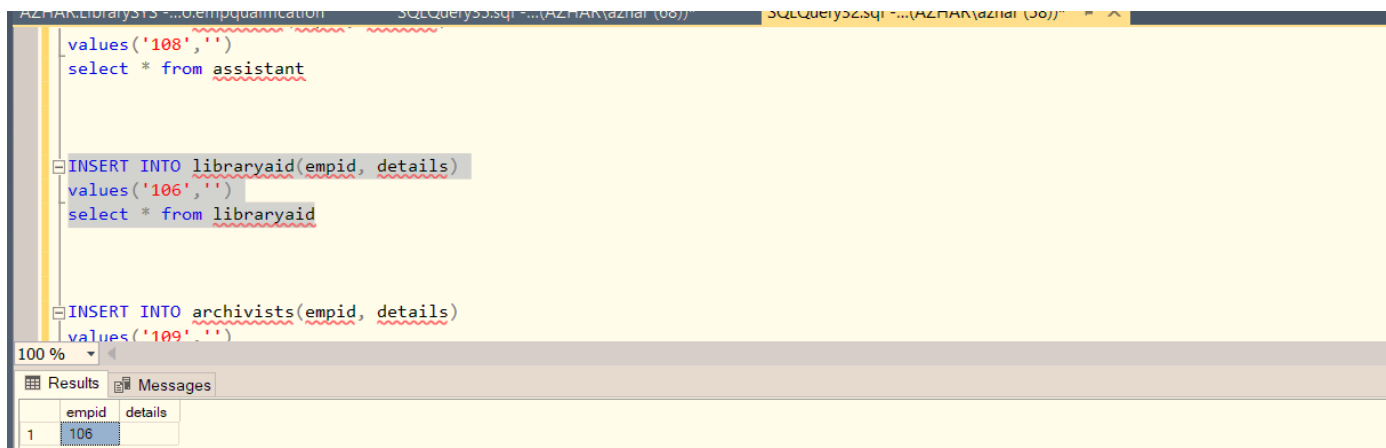 AZHAR.LibrarySYS -...o.empqualification SQLQuery35.sql -...(AZHAR\azhar (68))* SQLQuery32.sql -...(AZHAR\azhar (58))*
values('108','')
select * from assistant
INSERT INTO libraryaid(empid, details)
values('106','')
select * from libraryaid
INSERT INTO archivists(empid, details)
values('109','')
100 %
Results Messages
empid details
1 106